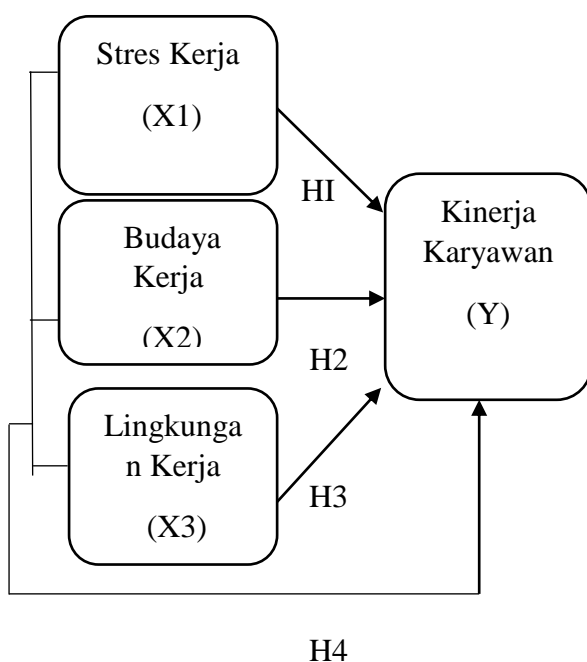 Stres Kerja
(X1)
HI
Budaya
Kerja
(X2)
H2
Lingkunga
n Kerja
(X3)
H3
Kinerja
Karyawan
(Y)
H4